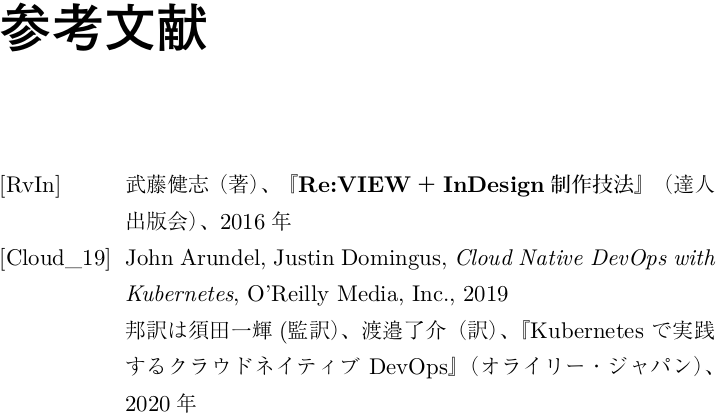 参考文献
[RvIn] 武藤健志（著）、『Re:VIEW + InDesign 制作技法』（達人
出版会）、2016 年
[Cloud_19] John Arundel, Justin Domingus, Cloud Native DevOps with
Kubernetes, O'Reilly Media, Inc., 2019
邦訳は須田一輝 (監訳）、渡邉了介（訳）、『Kubernetes で実践
するクラウドネイティブ DevOps』（オライリー・ジャパン）、
2020 年